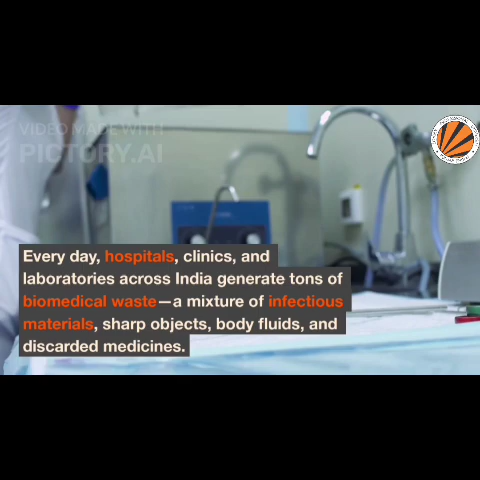 VIDEO MADE WITH
PICTORY.AI
Every day, hospitals, clinics, and
laboratories across India generate tons of
biomedical waste—a mixture of infectious
materials, sharp objects, body fluids, and
discarded medicines.